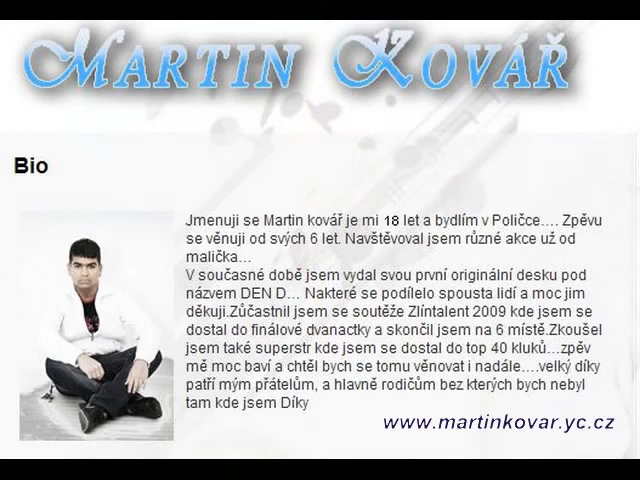 MARTIN KOVÁŘ
Bio
Jmenuji se Martin kovář je mi 18 let a bydlím v Poličce.... Zpěvu
se věnuji od svých 6 let. Navštěvoval jsem různé akce už od
malička...
V současné době jsem vydal svou první originální desku pod
názvem DEN D... Nakteré se podílelo spousta lidí a moc jim
děkuji.Zůčastnil jsem se soutěže Zlíntalent 2009 kde jsem se
dostal do finálové dvanactky a skončil jsem na 6 místě.Zkoušel
jsem také superstr kde jsem se dostal do top 40 kluků...zpěv
mě moc baví a chtěl bych se tomu věnovat i nadále....velký díky
patří mým přátelům, a hlavně rodičům bez kterých bych nebyl
tam kde jsem Díky
www.martinkovar.yc.cz